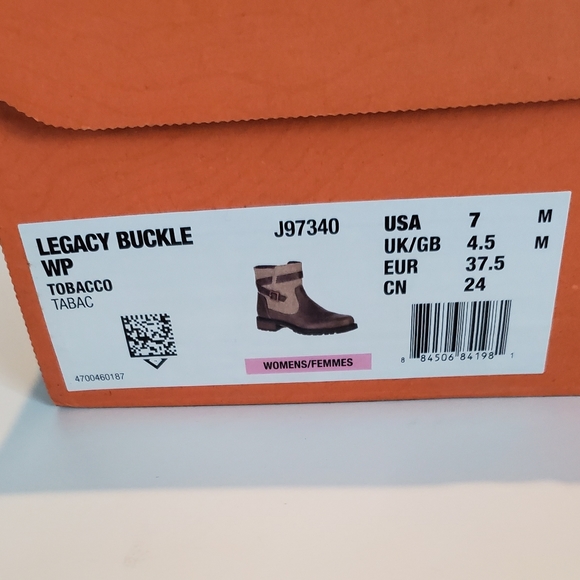 LEGACY BUCKLE
WP
TOBACCO
TABAC
4700460187
J97340
WOMENS/FEMMES
USA 7 M
UK/GB 4.5 M
EUR 37.5
CN 24
8 84506 84198 1